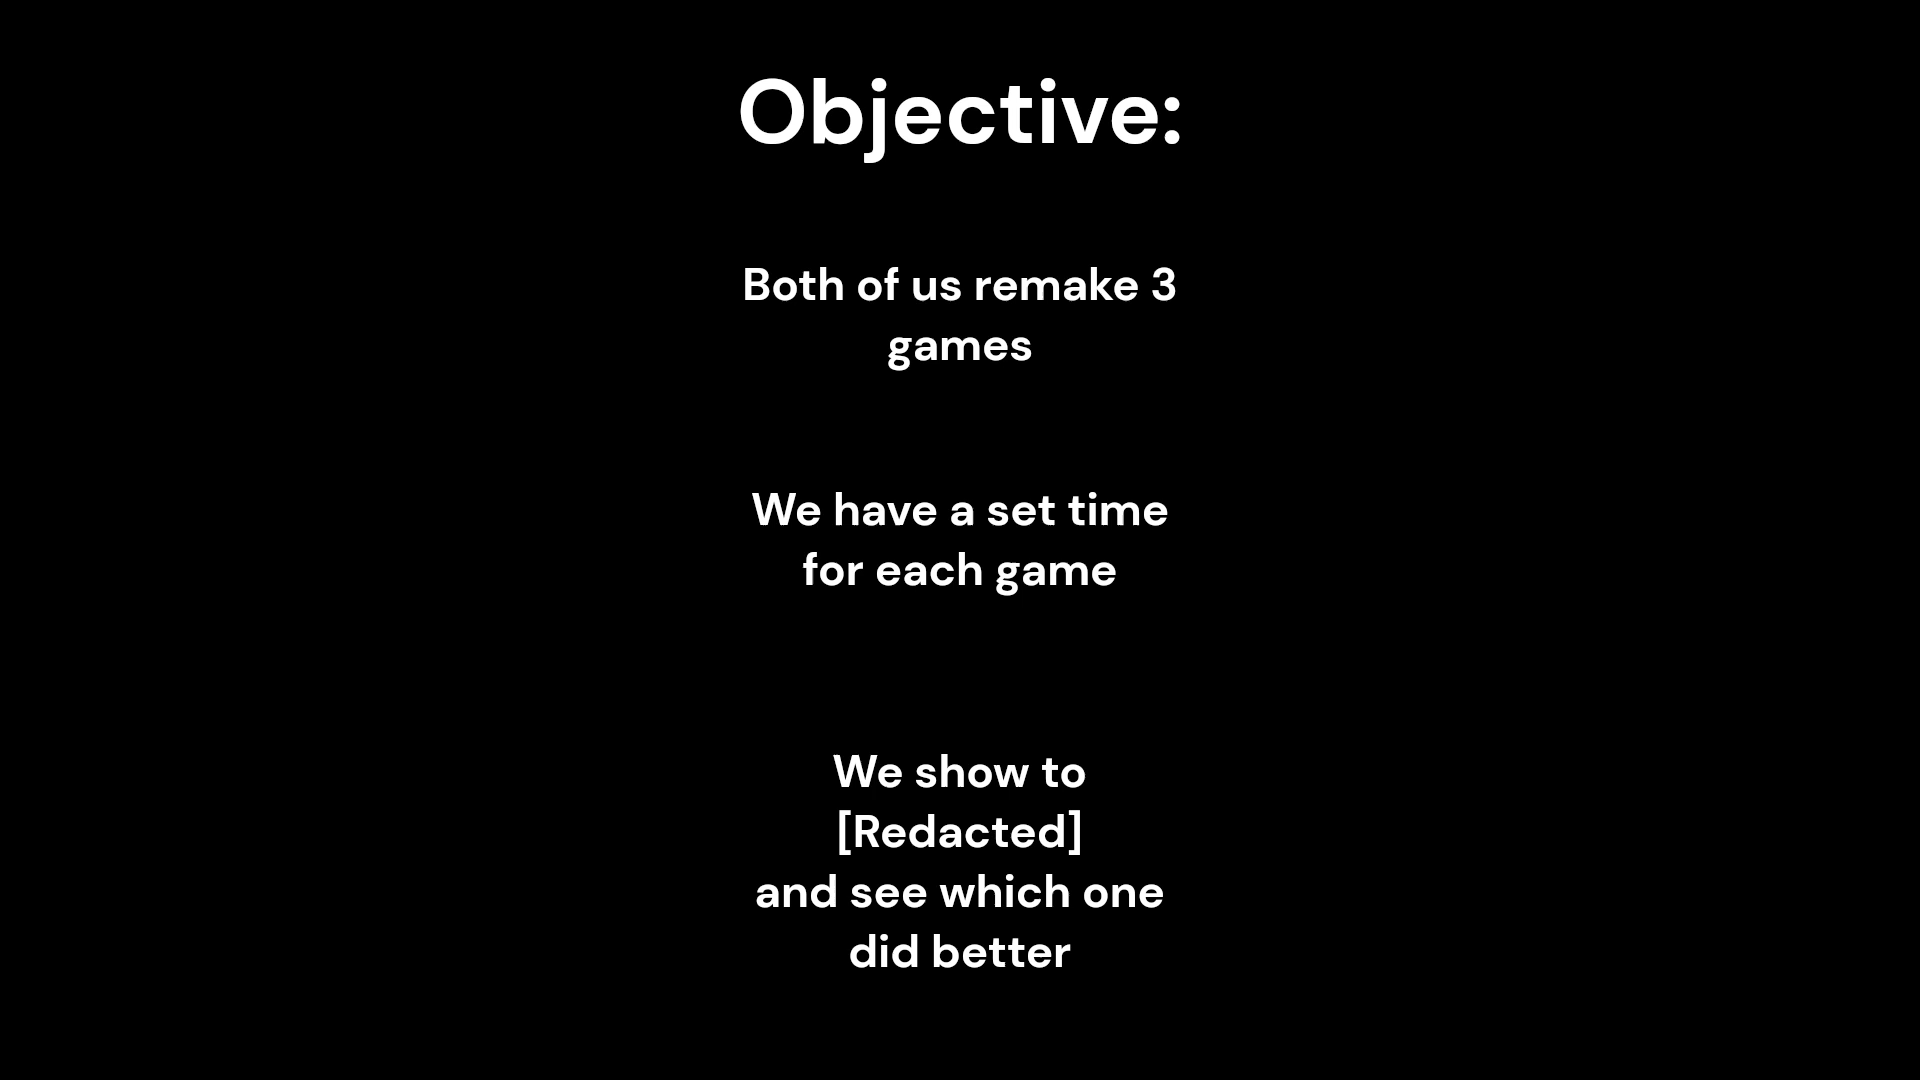 Objective:
Both of us remake 3
games
We have a set time
for each game
We show to
[Redacted]
and see which one
did better